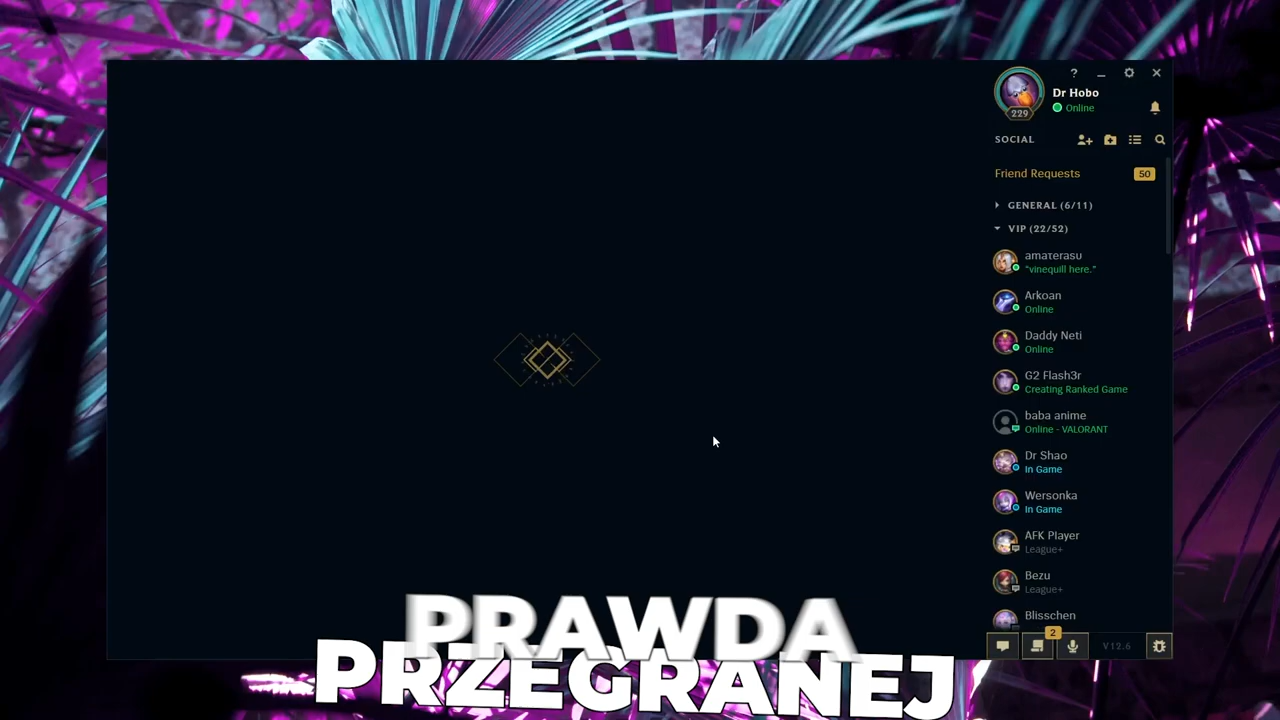 ?
Dr Hobo
229
Online
SOCIAL
Friend Requests 50
GENERAL (6/11)
VIP (22/52)
amaterasu
"vinequill here."
Arkoan
Online
Daddy Neti
Online
G2 Flash3r
Creating Ranked Game
baba anime
Online - VALORANT
Dr Shao
In Game
Wersonka
In Game
AFK Player
League+
Bezu
League+
Blisschen
2
V12.6
PRAWDA
PRZEGRANEJ